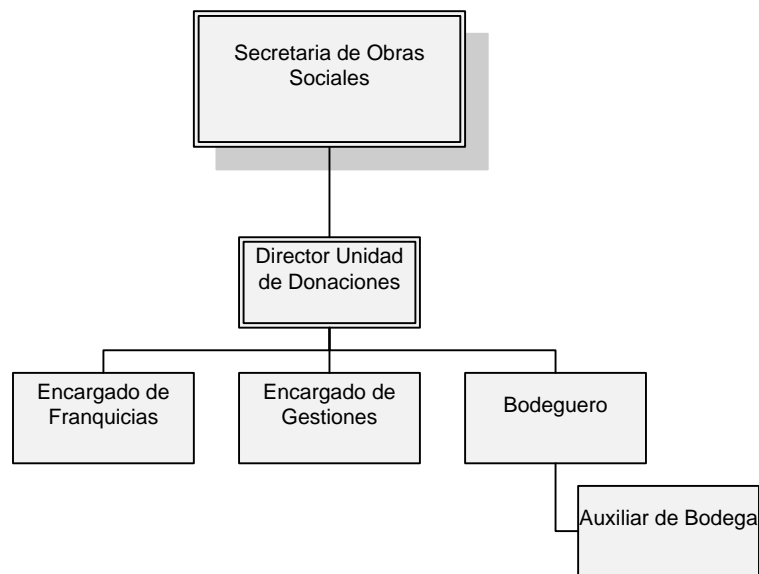 Secretaria de Obras
Sociales
Director Unidad
de Donaciones
Encargado de
Franquicias
Encargado de
Gestiones
Bodeguero
Auxiliar de Bodega